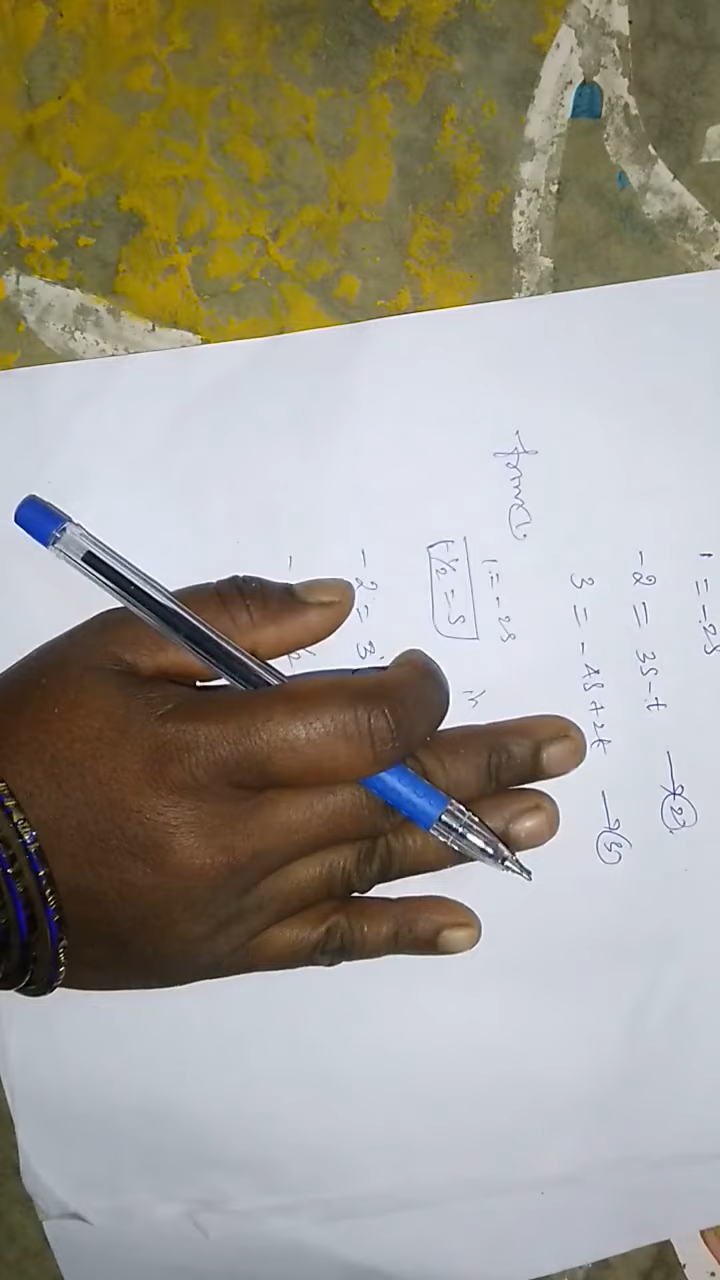 1 = -2s
-2 = 3s-t → (2)
3 = -4s+2t → (3)
from (1)
1 = -2s
-1/2 = s
-2 = 3